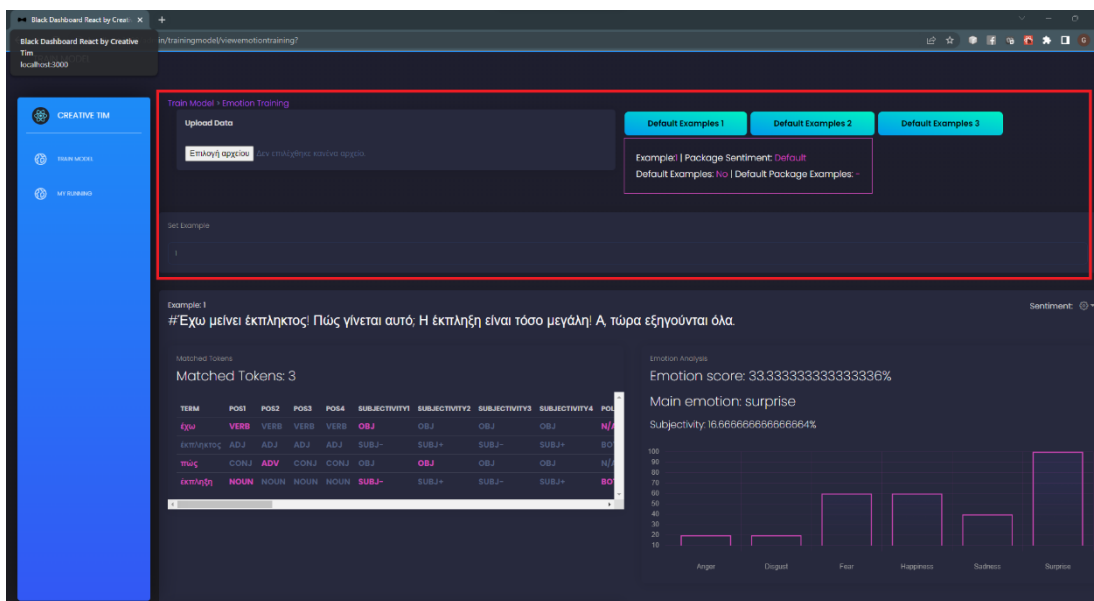 Black Dashboard React by Creati
Black Dashboard React by Creative
Tim
localhost:3000
in/trainingmodel/viewemotiontraining?
CREATIVE TIM
TRAIN MODEL
MY RUNNING
Train Model > Emotion Training
Upload Data
Επιλογή αρχείου Δεν επιλέχθηκε κανένα αρχείο
Default Examples 1 Default Examples 2 Default Examples 3
Example:1 | Package Sentiment: Default
Default Examples: No | Default Package Examples: -
Set Example
1
Example: 1
Sentiment:
#Έχω μείνει έκπληκτος! Πώς γίνεται αυτό; Η έκπληξη είναι τόσο μεγάλη! Α, τώρα εξηγούνται όλα.
Matched Tokens
Matched Tokens: 3
TERM POS1 POS2 POS3 POS4 SUBJECTIVITY1 SUBJECTIVITY2 SUBJECTIVITY3 SUBJECTIVITY4 POL
έχω VERB VERB VERB VERB OBJ OBJ OBJ OBJ N/A
έκπληκτος ADJ ADJ ADJ ADJ SUBJ- SUBJ+ SUBJ- SUBJ+ BOT
πώς CONJ ADV CONJ CONJ OBJ OBJ OBJ OBJ N/A
έκπληξη NOUN NOUN NOUN NOUN SUBJ- SUBJ+ SUBJ- SUBJ+ BOT
Emotion Analysis
Emotion score: 33.333333333333336%
Main emotion: surprise
Subjectivity: 16.666666666666664%
100
90
80
70
60
50
40
30
20
10
Anger Disgust Fear Happiness Sadness Surprise